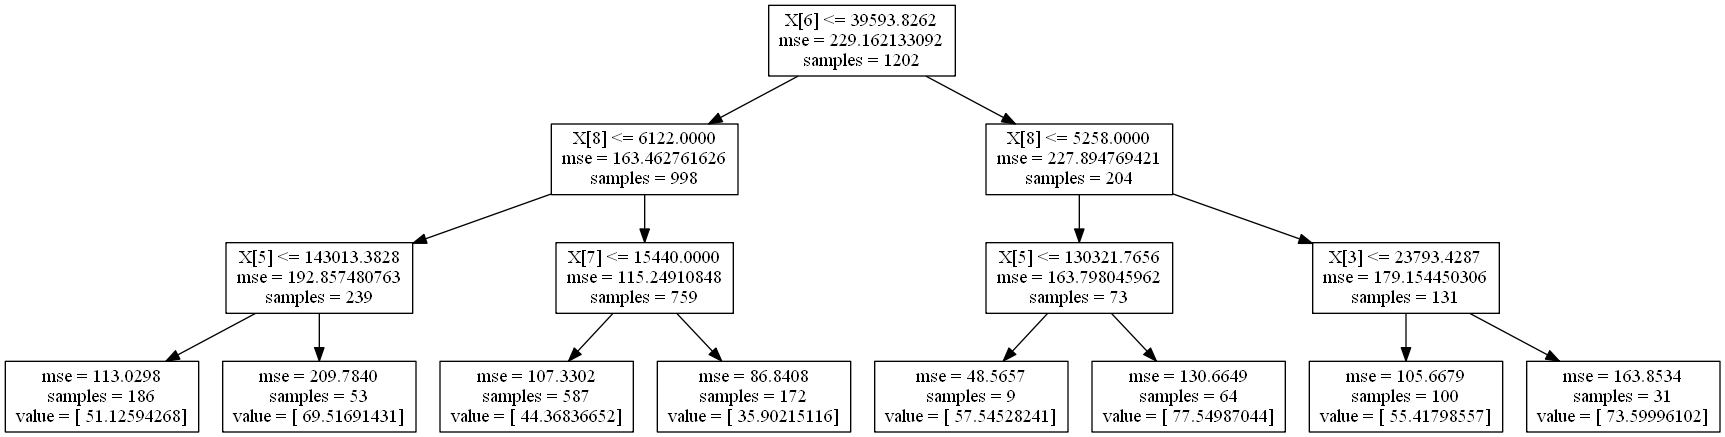 X[6] <= 39593.8262
mse = 229.162133092
samples = 1202
X[8] <= 6122.0000
mse = 163.462761626
samples = 998
X[8] <= 5258.0000
mse = 227.894769421
samples = 204
X[5] <= 143013.3828
mse = 192.857480763
samples = 239
X[7] <= 15440.0000
mse = 115.24910848
samples = 759
X[5] <= 130321.7656
mse = 163.798045962
samples = 73
X[3] <= 23793.4287
mse = 179.154450306
samples = 131
mse = 113.0298
samples = 186
value = [ 51.12594268]
mse = 209.7840
samples = 53
value = [ 69.51691431]
mse = 107.3302
samples = 587
value = [ 44.36836652]
mse = 86.8408
samples = 172
value = [ 35.90215116]
mse = 48.5657
samples = 9
value = [ 57.54528241]
mse = 130.6649
samples = 64
value = [ 77.54987044]
mse = 105.6679
samples = 100
value = [ 55.41798557]
mse = 163.8534
samples = 31
value = [ 73.59996102]